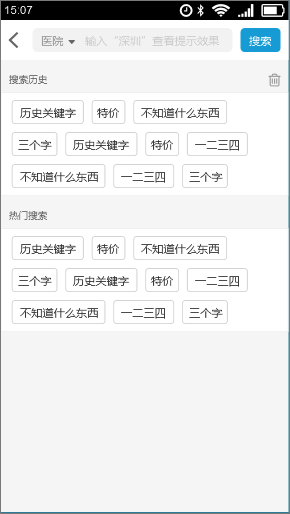 15:07
医院 输入“深圳”查看提示效果 搜索
搜索历史
历史关键字 特价 不知道什么东西
三个字 历史关键字 特价 一二三四
不知道什么东西 一二三四 三个字
热门搜索
历史关键字 特价 不知道什么东西
三个字 历史关键字 特价 一二三四
不知道什么东西 一二三四 三个字